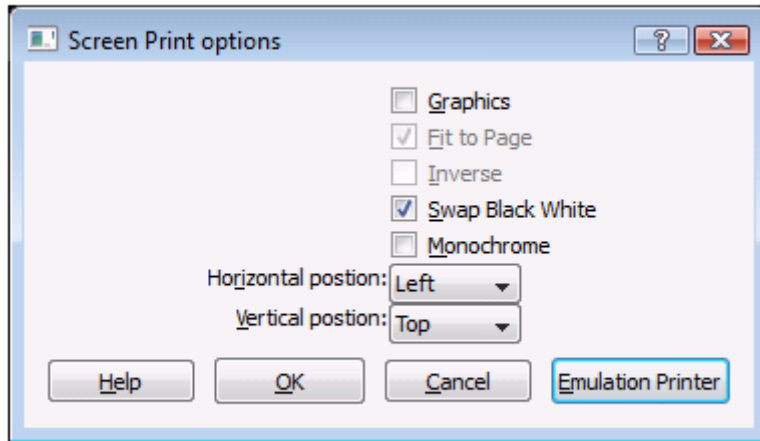 Screen Print options
Graphics
Fit to Page
Inverse
Swap Black White
Monochrome
Horizontal postion: Left
Vertical postion: Top
Help OK Cancel Emulation Printer